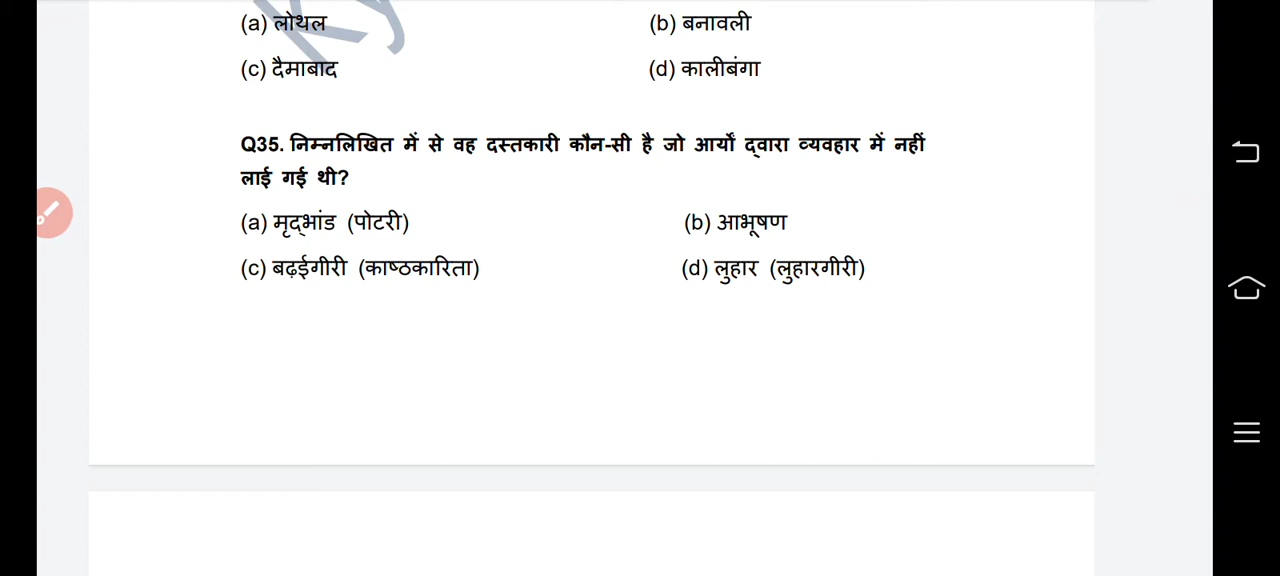 (a) लोथल (b) बनावली
(c) दैमाबाद (d) कालीबंगा
Q35. निम्नलिखित में से वह दस्तकारी कौन-सी है जो आर्यों द्वारा व्यवहार में नहीं
लाई गई थी?
(a) मृद्भांड (पोटरी) (b) आभूषण
(c) बढ़ईगीरी (काष्ठकारिता) (d) लुहार (लुहारगीरी)